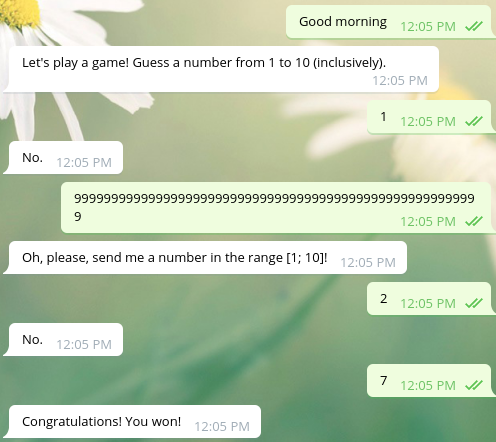 Good morning 12:05 PM
Let's play a game! Guess a number from 1 to 10 (inclusively).
12:05 PM
1 12:05 PM
No. 12:05 PM
999999999999999999999999999999999999999999999999999999
9 12:05 PM
Oh, please, send me a number in the range [1; 10]! 12:05 PM
2 12:05 PM
No. 12:05 PM
7 12:05 PM
Congratulations! You won! 12:05 PM